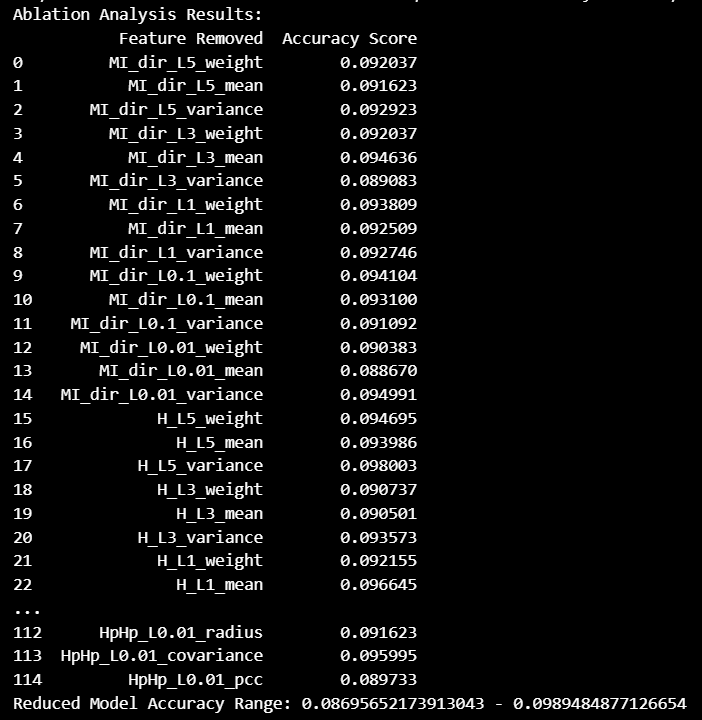 Ablation Analysis Results:
Feature Removed Accuracy Score
0 MI_dir_L5_weight 0.092037
1 MI_dir_L5_mean 0.091623
2 MI_dir_L5_variance 0.092923
3 MI_dir_L3_weight 0.092037
4 MI_dir_L3_mean 0.094636
5 MI_dir_L3_variance 0.089083
6 MI_dir_L1_weight 0.093809
7 MI_dir_L1_mean 0.092509
8 MI_dir_L1_variance 0.092746
9 MI_dir_L0.1_weight 0.094104
10 MI_dir_L0.1_mean 0.093100
11 MI_dir_L0.1_variance 0.091092
12 MI_dir_L0.01_weight 0.090383
13 MI_dir_L0.01_mean 0.088670
14 MI_dir_L0.01_variance 0.094991
15 H_L5_weight 0.094695
16 H_L5_mean 0.093986
17 H_L5_variance 0.098003
18 H_L3_weight 0.090737
19 H_L3_mean 0.090501
20 H_L3_variance 0.093573
21 H_L1_weight 0.092155
22 H_L1_mean 0.096645
...
112 HpHp_L0.01_radius 0.091623
113 HpHp_L0.01_covariance 0.095995
114 HpHp_L0.01_pcc 0.089733
Reduced Model Accuracy Range: 0.08695652173913043 - 0.0989484877126654